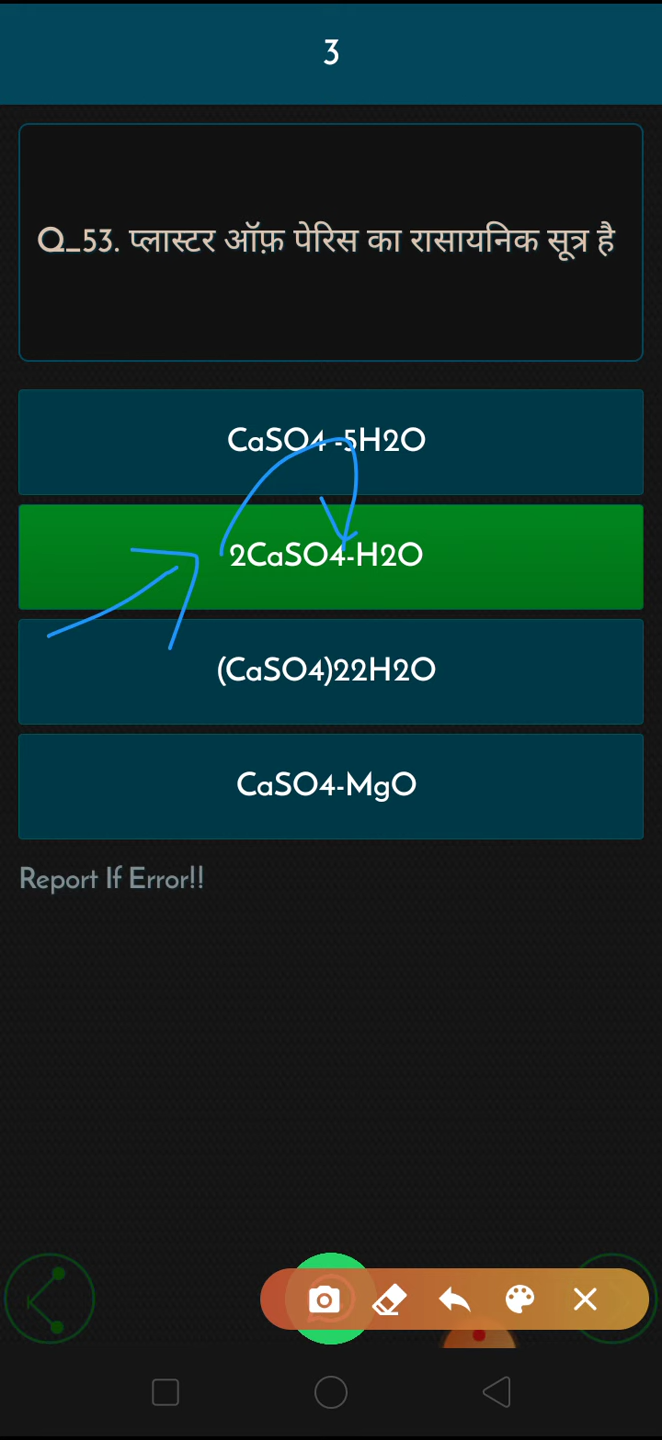 3
Q_53. प्लास्टर ऑफ़ पेरिस का रासायनिक सूत्र है
CaSO4 -5H2O
2CaSO4-H2O
(CaSO4)22H2O
CaSO4-MgO
Report If Error!!